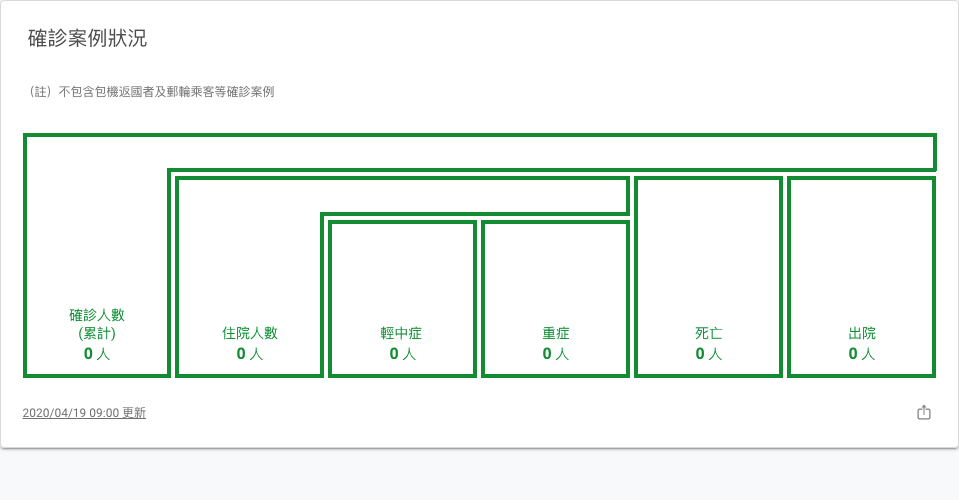 確診案例狀況
（註）不包含包機返國者及郵輪乘客等確診案例
確診人數
(累計)
0 人
住院人數
0 人
輕中症
0 人
重症
0 人
死亡
0 人
出院
0 人
2020/04/19 09:00 更新